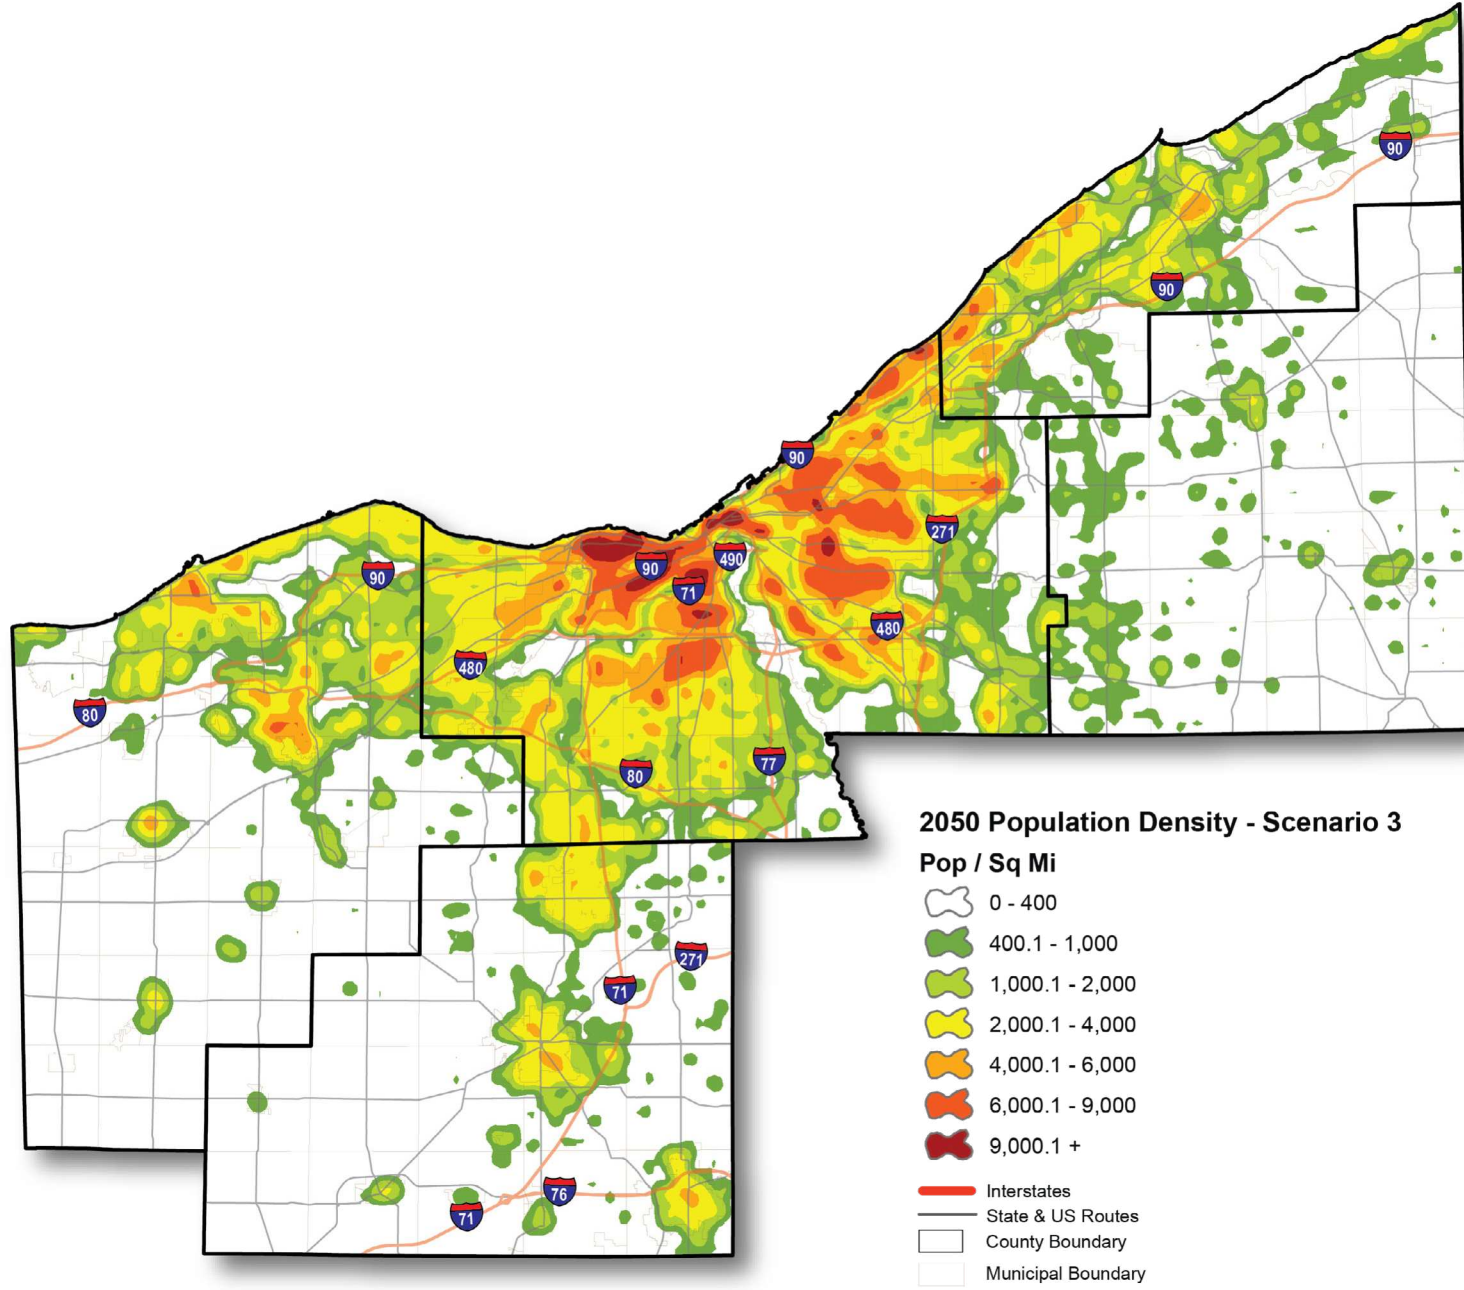 90
90
90
271
490
90
71
90
480
480
80
80
77
2050 Population Density - Scenario 3
Pop / Sq Mi
0 - 400
400.1 - 1,000
1,000.1 - 2,000
2,000.1 - 4,000
4,000.1 - 6,000
6,000.1 - 9,000
9,000.1 +
Interstates
State & US Routes
County Boundary
Municipal Boundary
271
71
76
71